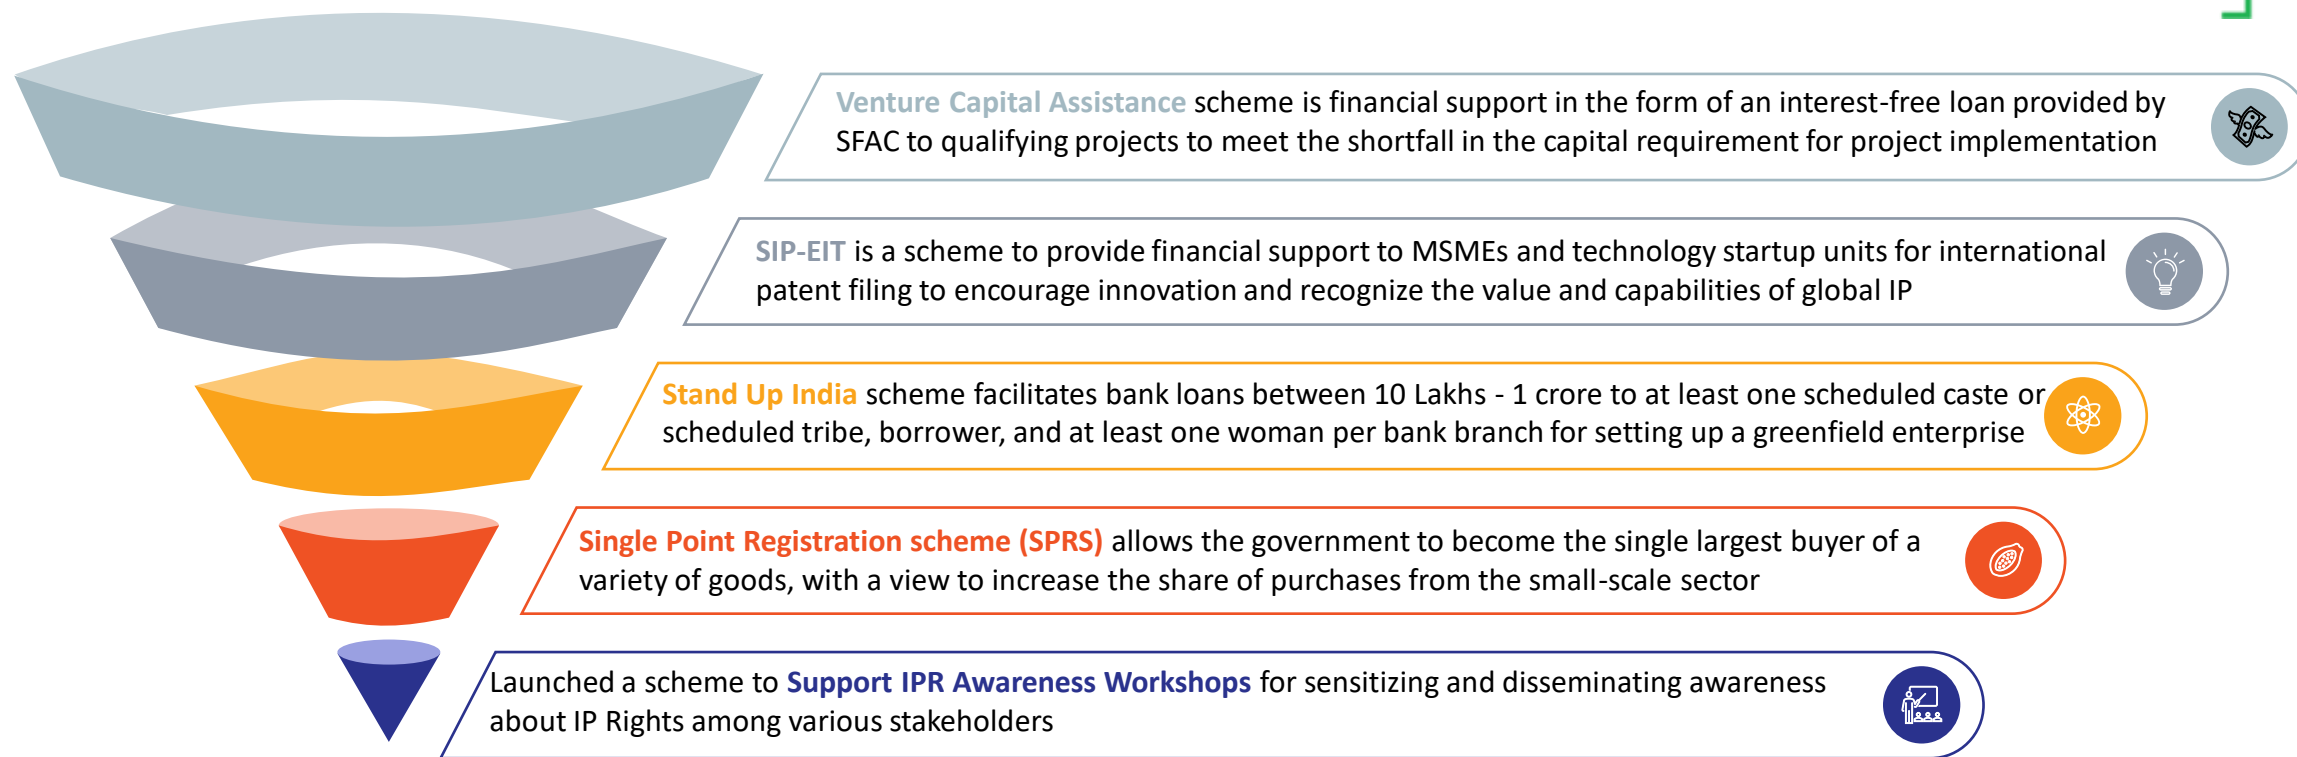 Venture Capital Assistance scheme is financial support in the form of an interest-free loan provided by
SFAC to qualifying projects to meet the shortfall in the capital requirement for project implementation
SIP-EIT is a scheme to provide financial support to MSMEs and technology startup units for international
patent filing to encourage innovation and recognize the value and capabilities of global IP
Stand Up India scheme facilitates bank loans between 10 Lakhs - 1 crore to at least one scheduled caste or
scheduled tribe, borrower, and at least one woman per bank branch for setting up a greenfield enterprise
Single Point Registration scheme (SPRS) allows the government to become the single largest buyer of a
variety of goods, with a view to increase the share of purchases from the small-scale sector
Launched a scheme to Support IPR Awareness Workshops for sensitizing and disseminating awareness
about IP Rights among various stakeholders